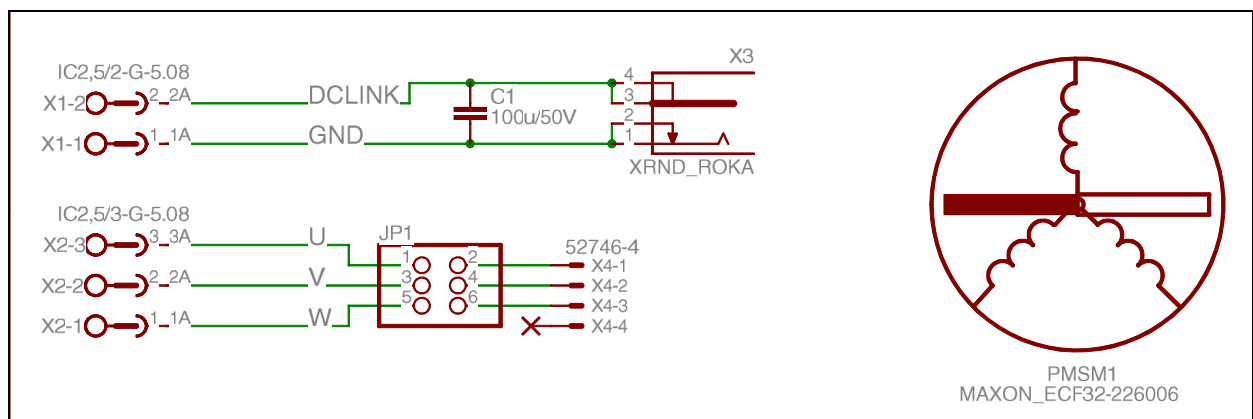 X3
IC2,5/2-G-5.08
X1-2 2 2A DCLINK
C1
100u/50V
4
3
2
1
X1-1 1 1A GND
XRND_ROKA
IC2,5/3-G-5.08
X2-3 3 3A U
JP1
52746-4
1 2 X4-1
X2-2 2 2A V 3 4 X4-2
5 6 X4-3
X2-1 1 1A W X4-4
PMSM1
MAXON_ECF32-226006